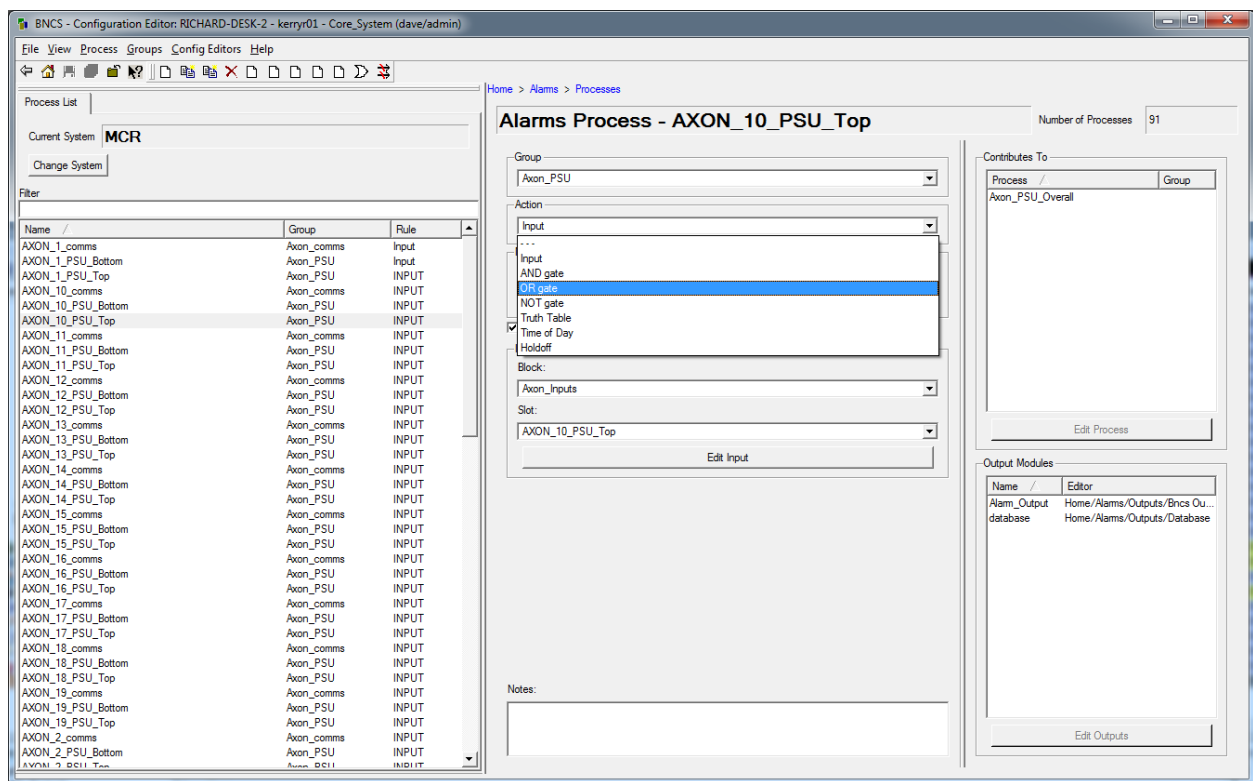 BNCS - Configuration Editor: RICHARD-DESK-2 - kerryr01 - Core_System (dave/admin)
File View Process Groups Config Editors Help
Process List
Current System MCR
Change System
Filter
Name Group Rule
AXON_1_comms Axon_comms Input
AXON_1_PSU_Bottom Axon_PSU Input
AXON_1_PSU_Top Axon_PSU INPUT
AXON_10_comms Axon_comms INPUT
AXON_10_PSU_Bottom Axon_PSU INPUT
AXON_10_PSU_Top Axon_PSU INPUT
AXON_11_comms Axon_comms INPUT
AXON_11_PSU_Bottom Axon_PSU INPUT
AXON_11_PSU_Top Axon_PSU INPUT
AXON_12_comms Axon_comms INPUT
AXON_12_PSU_Bottom Axon_PSU INPUT
AXON_12_PSU_Top Axon_PSU INPUT
AXON_13_comms Axon_comms INPUT
AXON_13_PSU_Bottom Axon_PSU INPUT
AXON_13_PSU_Top Axon_PSU INPUT
AXON_14_comms Axon_comms INPUT
AXON_14_PSU_Bottom Axon_PSU INPUT
AXON_14_PSU_Top Axon_PSU INPUT
AXON_15_comms Axon_comms INPUT
AXON_15_PSU_Bottom Axon_PSU INPUT
AXON_15_PSU_Top Axon_PSU INPUT
AXON_16_comms Axon_comms INPUT
AXON_16_PSU_Bottom Axon_PSU INPUT
AXON_16_PSU_Top Axon_PSU INPUT
AXON_17_comms Axon_comms INPUT
AXON_17_PSU_Bottom Axon_PSU INPUT
AXON_17_PSU_Top Axon_PSU INPUT
AXON_18_comms Axon_comms INPUT
AXON_18_PSU_Bottom Axon_PSU INPUT
AXON_18_PSU_Top Axon_PSU INPUT
AXON_19_comms Axon_comms INPUT
AXON_19_PSU_Bottom Axon_PSU INPUT
AXON_19_PSU_Top Axon_PSU INPUT
AXON_2_comms Axon_comms INPUT
AXON_2_PSU_Bottom Axon_PSU INPUT
AXON_2_PSU_Top Axon_PSU INPUT
Home > Alarms > Processes
Alarms Process - AXON_10_PSU_Top
Number of Processes 91
Group
Axon_PSU
Action
Input
- - -
Input
AND gate
OR gate
NOT gate
Truth Table
Time of Day
Holdoff
Block:
Axon_Inputs
Slot:
AXON_10_PSU_Top
Edit Input
Notes:
Contributes To
Process Group
Axon_PSU_Overall
Edit Process
Output Modules
Name Editor
Alarm_Output Home/Alarms/Outputs/Bncs Ou...
database Home/Alarms/Outputs/Database
Edit Outputs